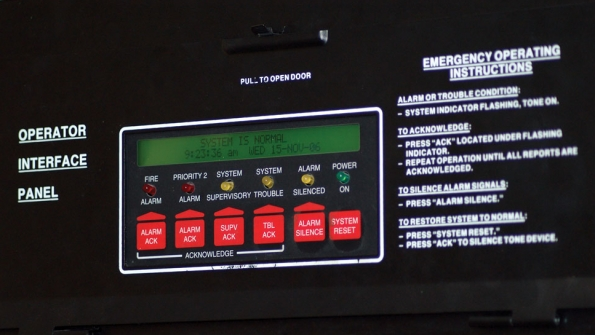 PULL TO OPEN DOOR
OPERATOR
INTERFACE
PANEL
SYSTEM IS NORMAL
9:23:36 am WED 15-NOV-06
FIRE ALARM
PRIORITY 2 ALARM
SYSTEM SUPERVISORY
SYSTEM TROUBLE
ALARM SILENCED
POWER ON
ALARM ACK
ALARM ACK
SUPV ACK
TBL ACK
ALARM SILENCE
SYSTEM RESET
ACKNOWLEDGE
EMERGENCY OPERATING
INSTRUCTIONS
ALARM OR TROUBLE CONDITION:
- SYSTEM INDICATOR FLASHING, TONE ON.
TO ACKNOWLEDGE:
- PRESS "ACK" LOCATED UNDER FLASHING
INDICATOR.
- REPEAT OPERATION UNTIL ALL REPORTS ARE
ACKNOWLEDGED.
TO SILENCE ALARM SIGNALS:
- PRESS "ALARM SILENCE."
TO RESTORE SYSTEM TO NORMAL:
- PRESS "SYSTEM RESET."
- PRESS "ACK" TO SILENCE TONE DEVICE.